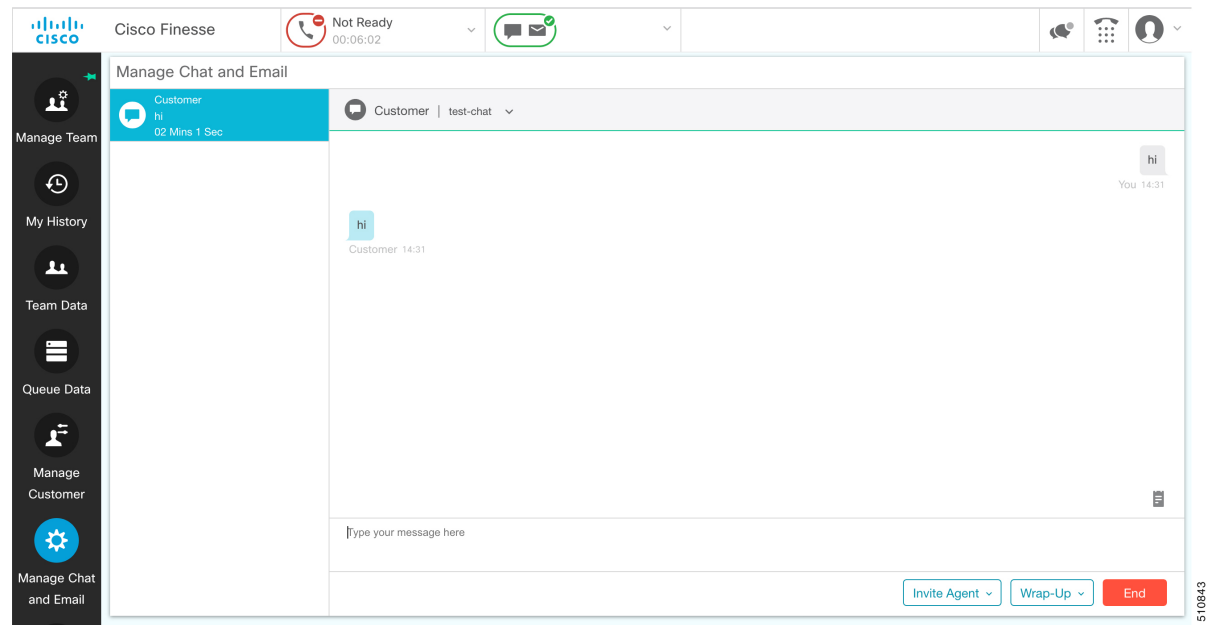 CISCO
Cisco Finesse
Not Ready
00:06:02
Manage Team
My History
Team Data
Queue Data
Manage
Customer
Manage Chat
and Email
Manage Chat and Email
Customer
hi
02 Mins 1 Sec
Customer | test-chat
hi
You 14:31
hi
Customer 14:31
Type your message here
Invite Agent
Wrap-Up
End
510843